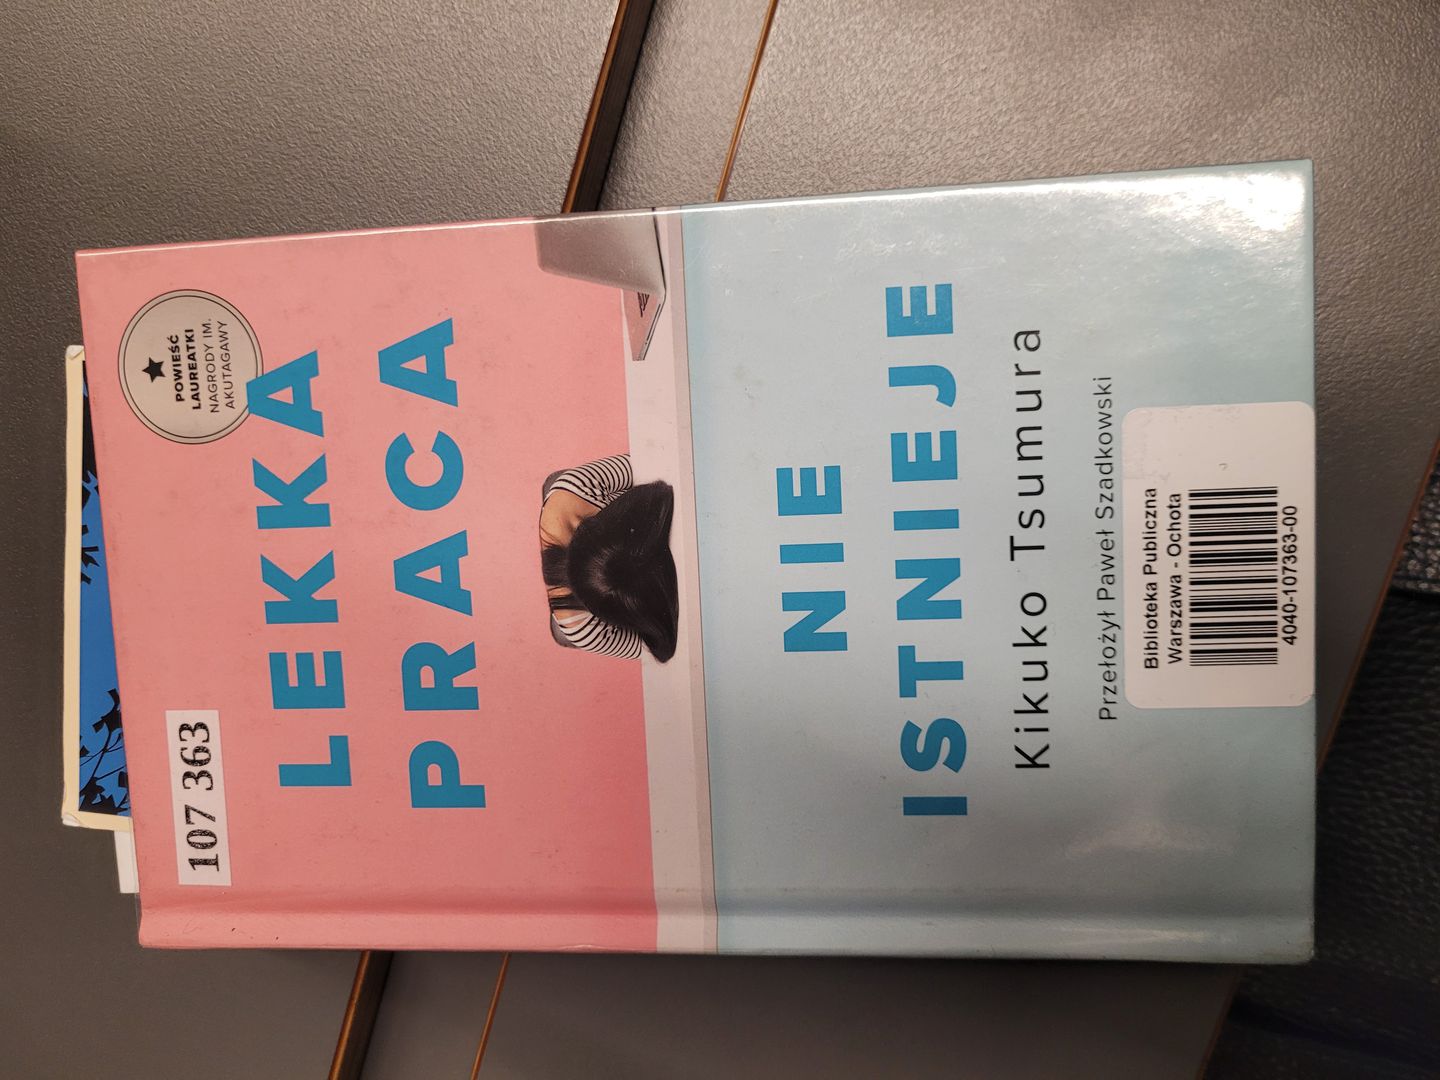 POWIEŚĆ
LAUREATKI
NAGRODY IM.
AKUTAGAWY
107 363
LEKKA
PRACA
NIE
ISTNIEJE
Kikuko Tsumura
Przełożył Paweł Szadkowski
Biblioteka Publiczna
Warszawa - Ochota
4040-107363-00